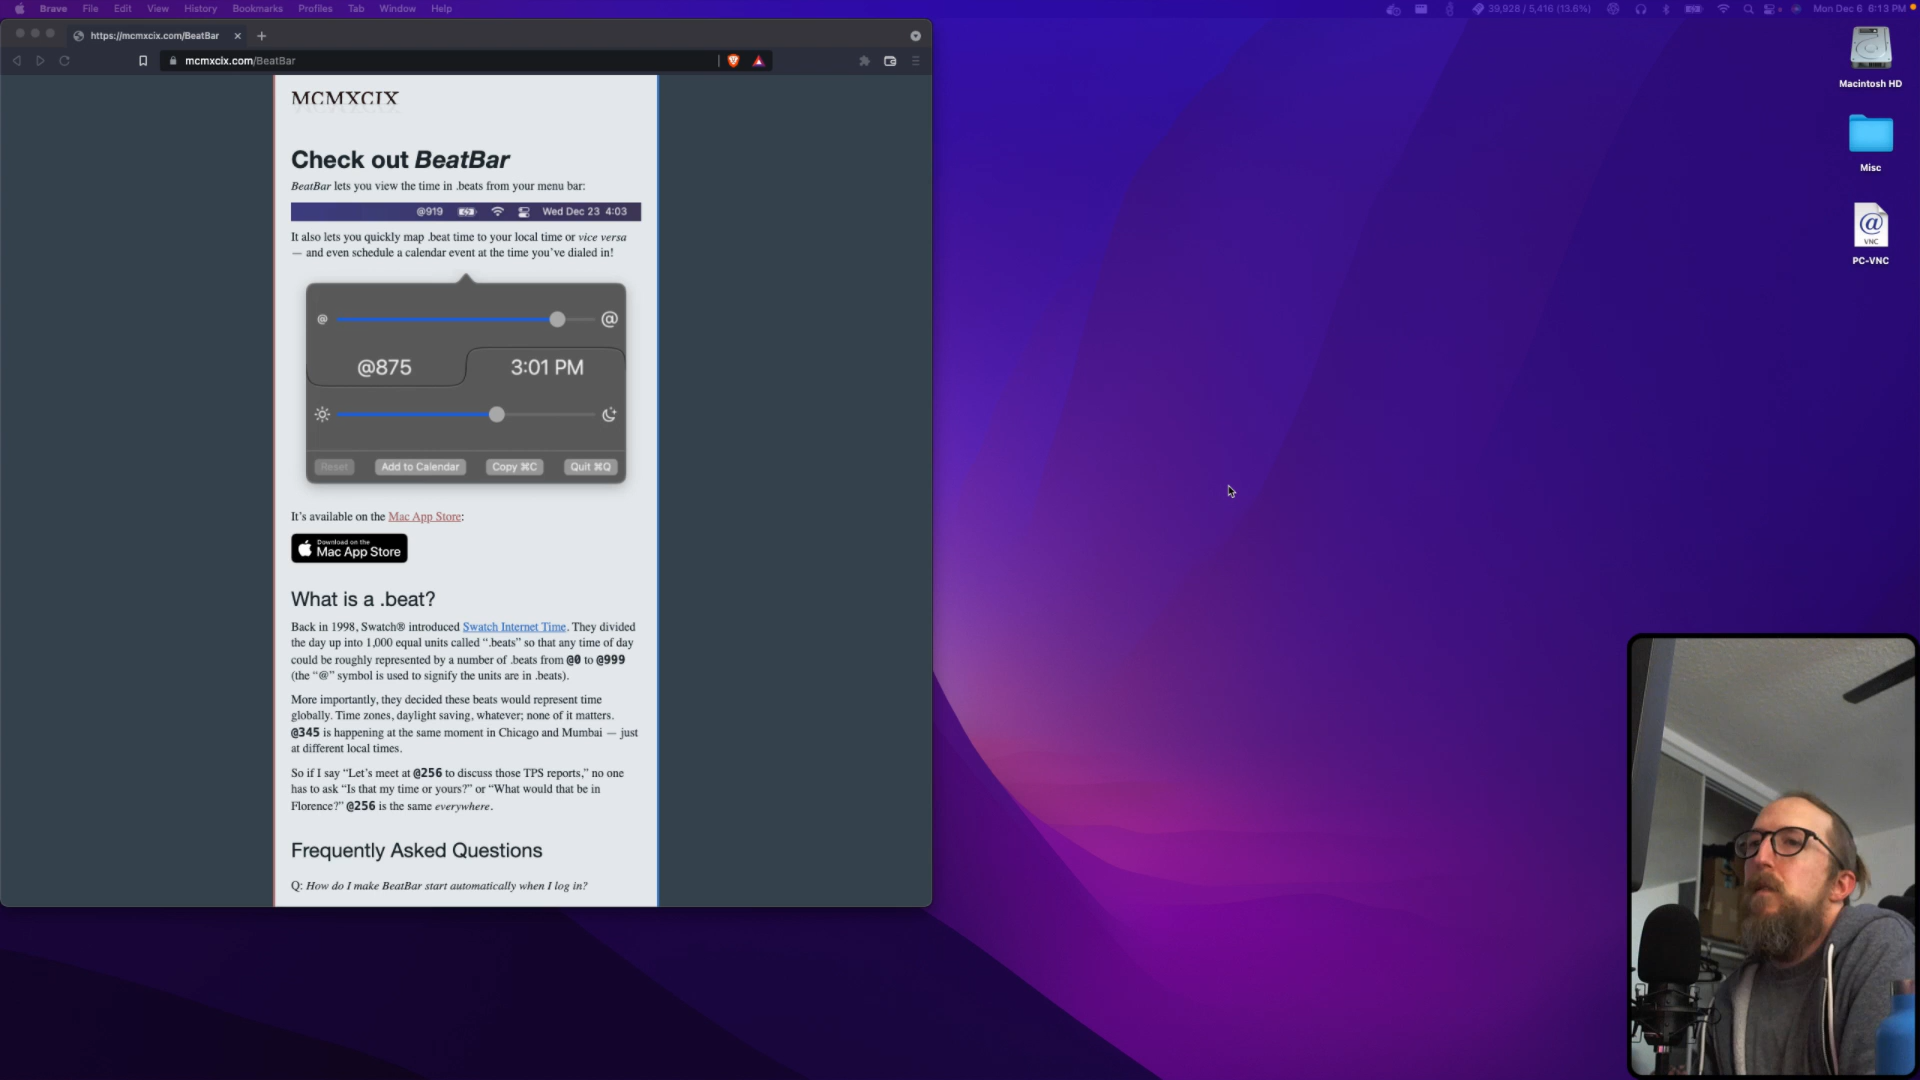 Brave File Edit View History Bookmarks Profiles Tab Window Help
39,928 / 5,416 (13.6%) Mon Dec 6 6:13 PM
https://mcmxcix.com/BeatBar
mcmxcix.com/BeatBar
MCMXCIX
Check out BeatBar
BeatBar lets you view the time in .beats from your menu bar:
@919 Wed Dec 23 4:03
It also lets you quickly map .beat time to your local time or vice versa
— and even schedule a calendar event at the time you’ve dialed in!
@ @
@875 3:01 PM
Reset Add to Calendar Copy ⌘C Quit ⌘Q
It’s available on the Mac App Store:
Download on the
Mac App Store
What is a .beat?
Back in 1998, Swatch® introduced Swatch Internet Time. They divided
the day up into 1,000 equal units called “.beats” so that any time of day
could be roughly represented by a number of .beats from @0 to @999
(the “@” symbol is used to signify the units are in .beats).
More importantly, they decided these beats would represent time
globally. Time zones, daylight saving, whatever; none of it matters.
@345 is happening at the same moment in Chicago and Mumbai — just
at different local times.
So if I say “Let’s meet at @256 to discuss those TPS reports,” no one
has to ask “Is that my time or yours?” or “What would that be in
Florence?” @256 is the same everywhere.
Frequently Asked Questions
Q: How do I make BeatBar start automatically when I log in?
Macintosh HD
Misc
@
VNC
PC-VNC